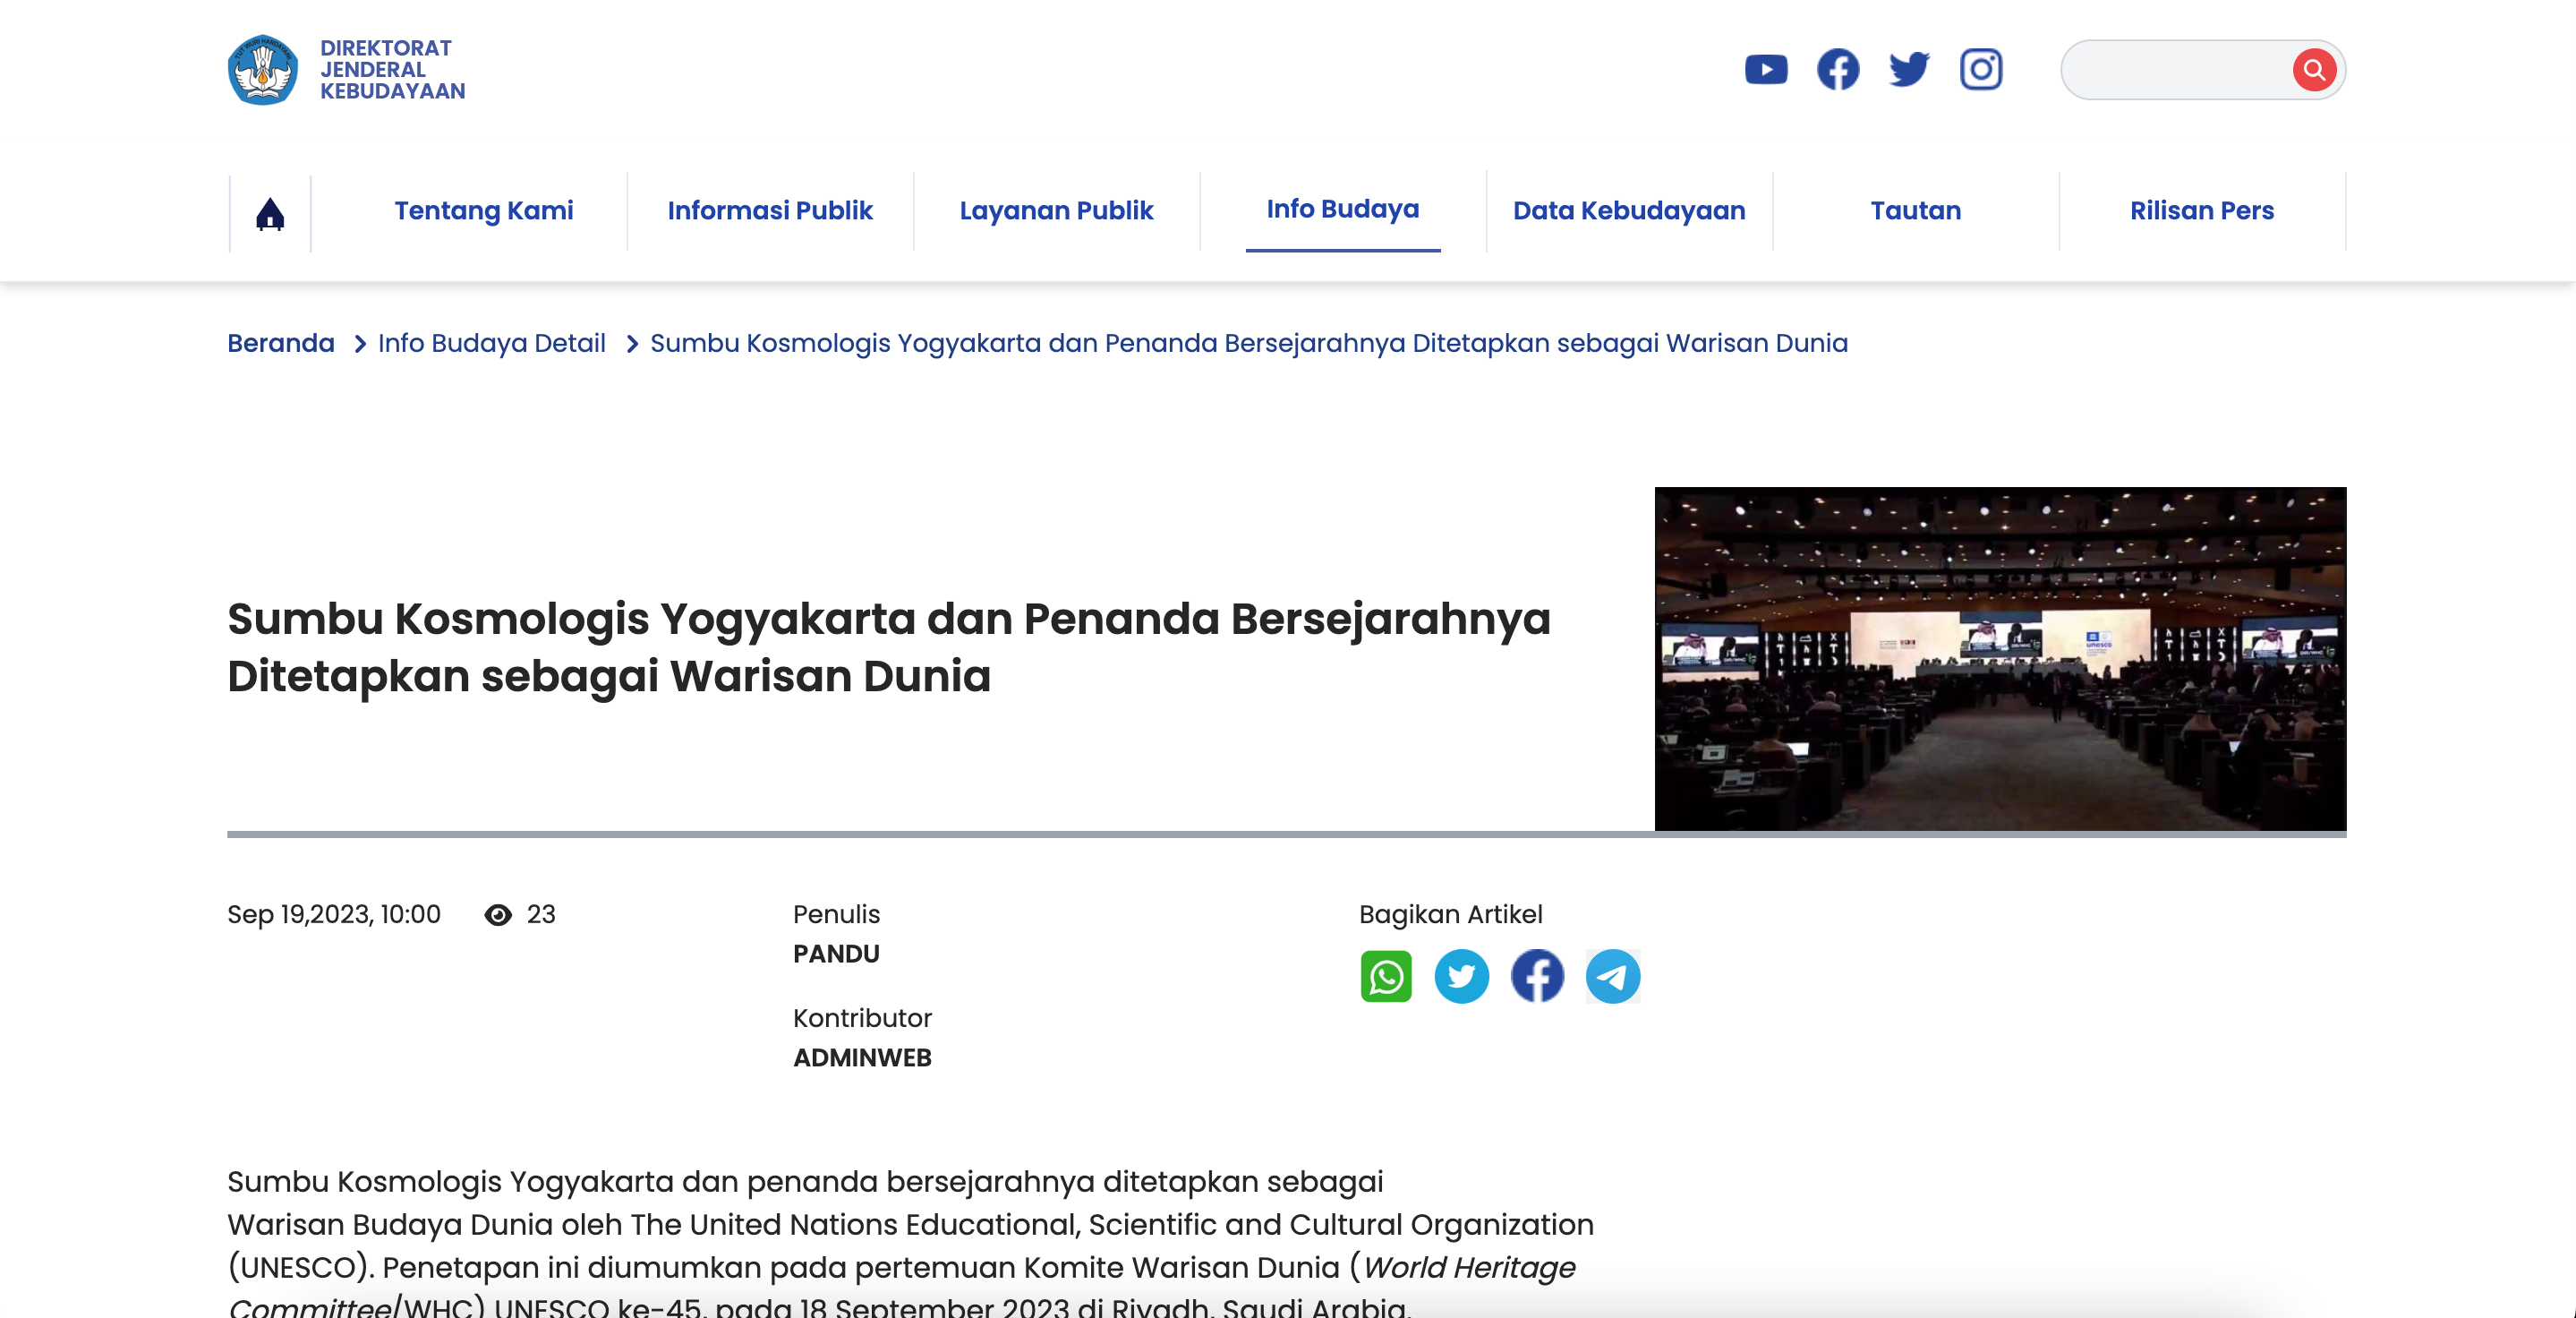 DIREKTORAT
JENDERAL
KEBUDAYAAN
Tentang Kami
Informasi Publik
Layanan Publik
Info Budaya
Data Kebudayaan
Tautan
Rilisan Pers
Beranda > Info Budaya Detail > Sumbu Kosmologis Yogyakarta dan Penanda Bersejarahnya Ditetapkan sebagai Warisan Dunia
Sumbu Kosmologis Yogyakarta dan Penanda Bersejarahnya
Ditetapkan sebagai Warisan Dunia
unesco
Sep 19,2023, 10:00 23
Penulis
PANDU
Kontributor
ADMINWEB
Bagikan Artikel
Sumbu Kosmologis Yogyakarta dan penanda bersejarahnya ditetapkan sebagai
Warisan Budaya Dunia oleh The United Nations Educational, Scientific and Cultural Organization
(UNESCO). Penetapan ini diumumkan pada pertemuan Komite Warisan Dunia (World Heritage
Committee/WHC) UNESCO ke-45, pada 18 September 2023 di Riyadh, Saudi Arabia.